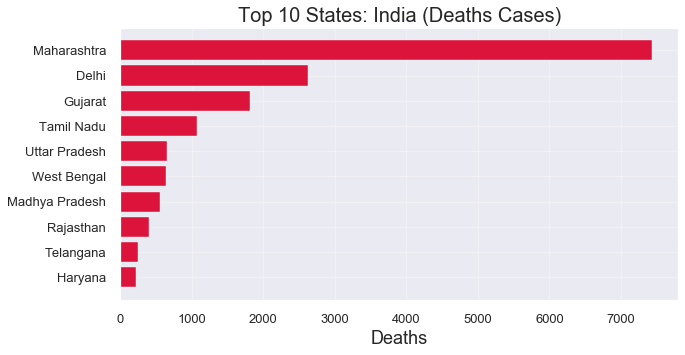 Top 10 States: India (Deaths Cases)
Maharashtra
Delhi
Gujarat
Tamil Nadu
Uttar Pradesh
West Bengal
Madhya Pradesh
Rajasthan
Telangana
Haryana
0 1000 2000 3000 4000 5000 6000 7000
Deaths